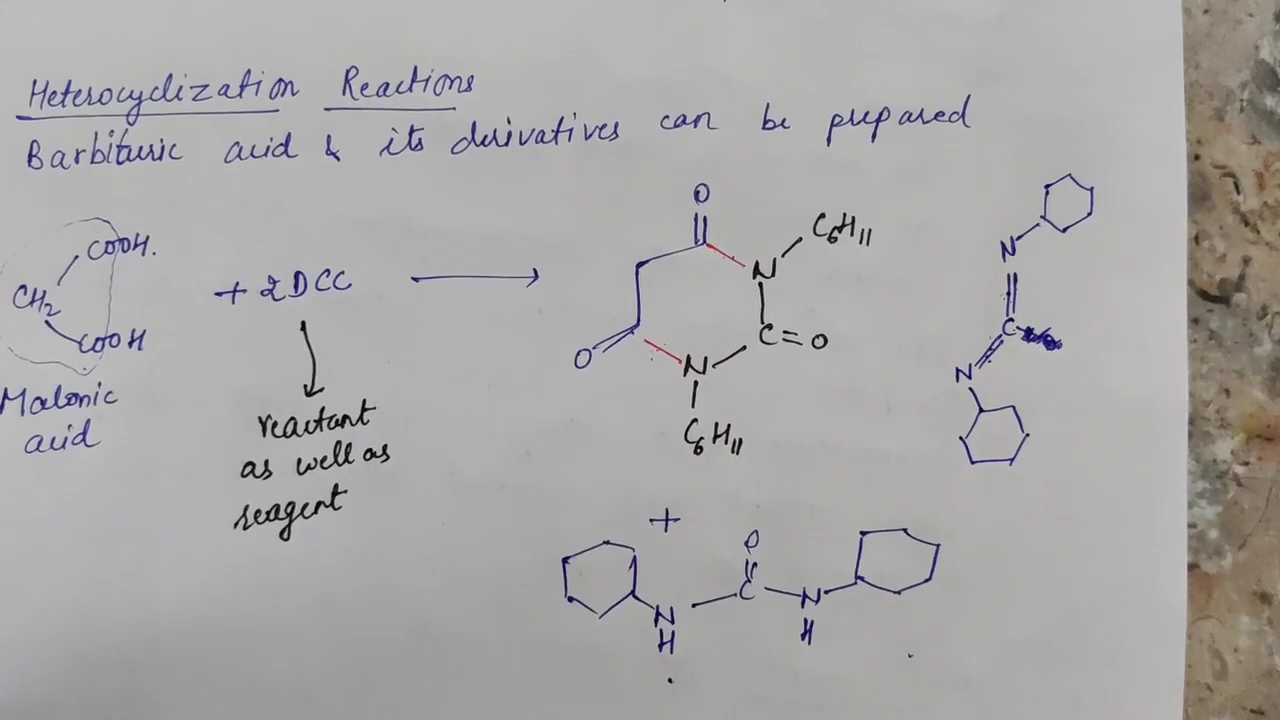 Heterocyclization Reactions
Barbituric acid & its derivatives can be prepared
COOH.
CH2
COOH
Malonic
acid
+ 2DCC
reactant
as well as
reagent
O
C6H11
N
C=O
O
N
C6H11
N
C
N
+
O
C
N
H
N
H